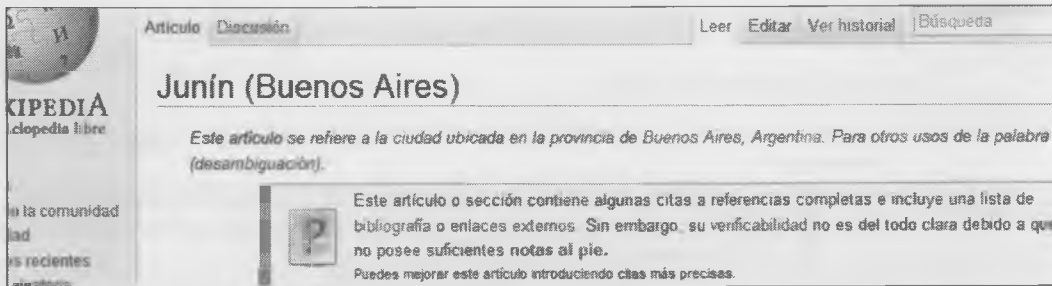 Artículo Discusión Leer Editar Ver historial Búsqueda
KIPEDIA
clopedia libre
Junín (Buenos Aires)
Este artículo se refiere a la ciudad ubicada en la provincia de Buenos Aires, Argentina. Para otros usos de la palabra
(desambiguación).
la comunidad
recientes
Este artículo o sección contiene algunas citas a referencias completas e incluye una lista de
bibliografía o enlaces externos. Sin embargo, su verificabilidad no es del todo clara debido a que
no posee suficientes notas al pie.
Puedes mejorar este artículo introduciendo citas más precisas.